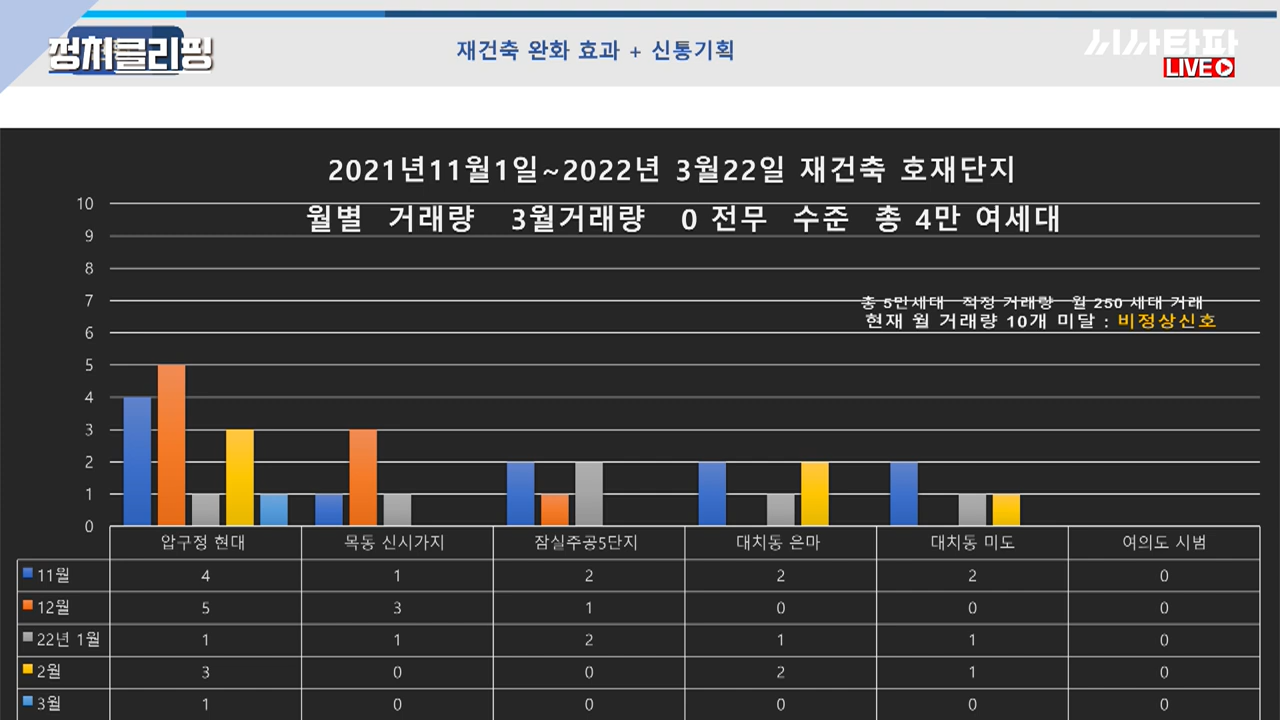 정치클리핑
재건축 완화 효과 + 신통기획
시사타파
LIVE
2021년11월1일~2022년 3월22일 재건축 호재단지
월별 거래량 3월거래량 0 전무 수준 총 4만 여세대
총 5만세대 적정 거래량 월 250 세대 거래
현재 월 거래량 10개 미달 : 비정상신호
10
9
8
7
6
5
4
3
2
1
0
압구정 현대 목동 신시가지 잠실주공5단지 대치동 은마 대치동 미도 여의도 시범
11월 4 1 2 2 2 0
12월 5 3 1 0 0 0
22년 1월 1 1 2 1 1 0
2월 3 0 0 2 1 0
3월 1 0 0 0 0 0